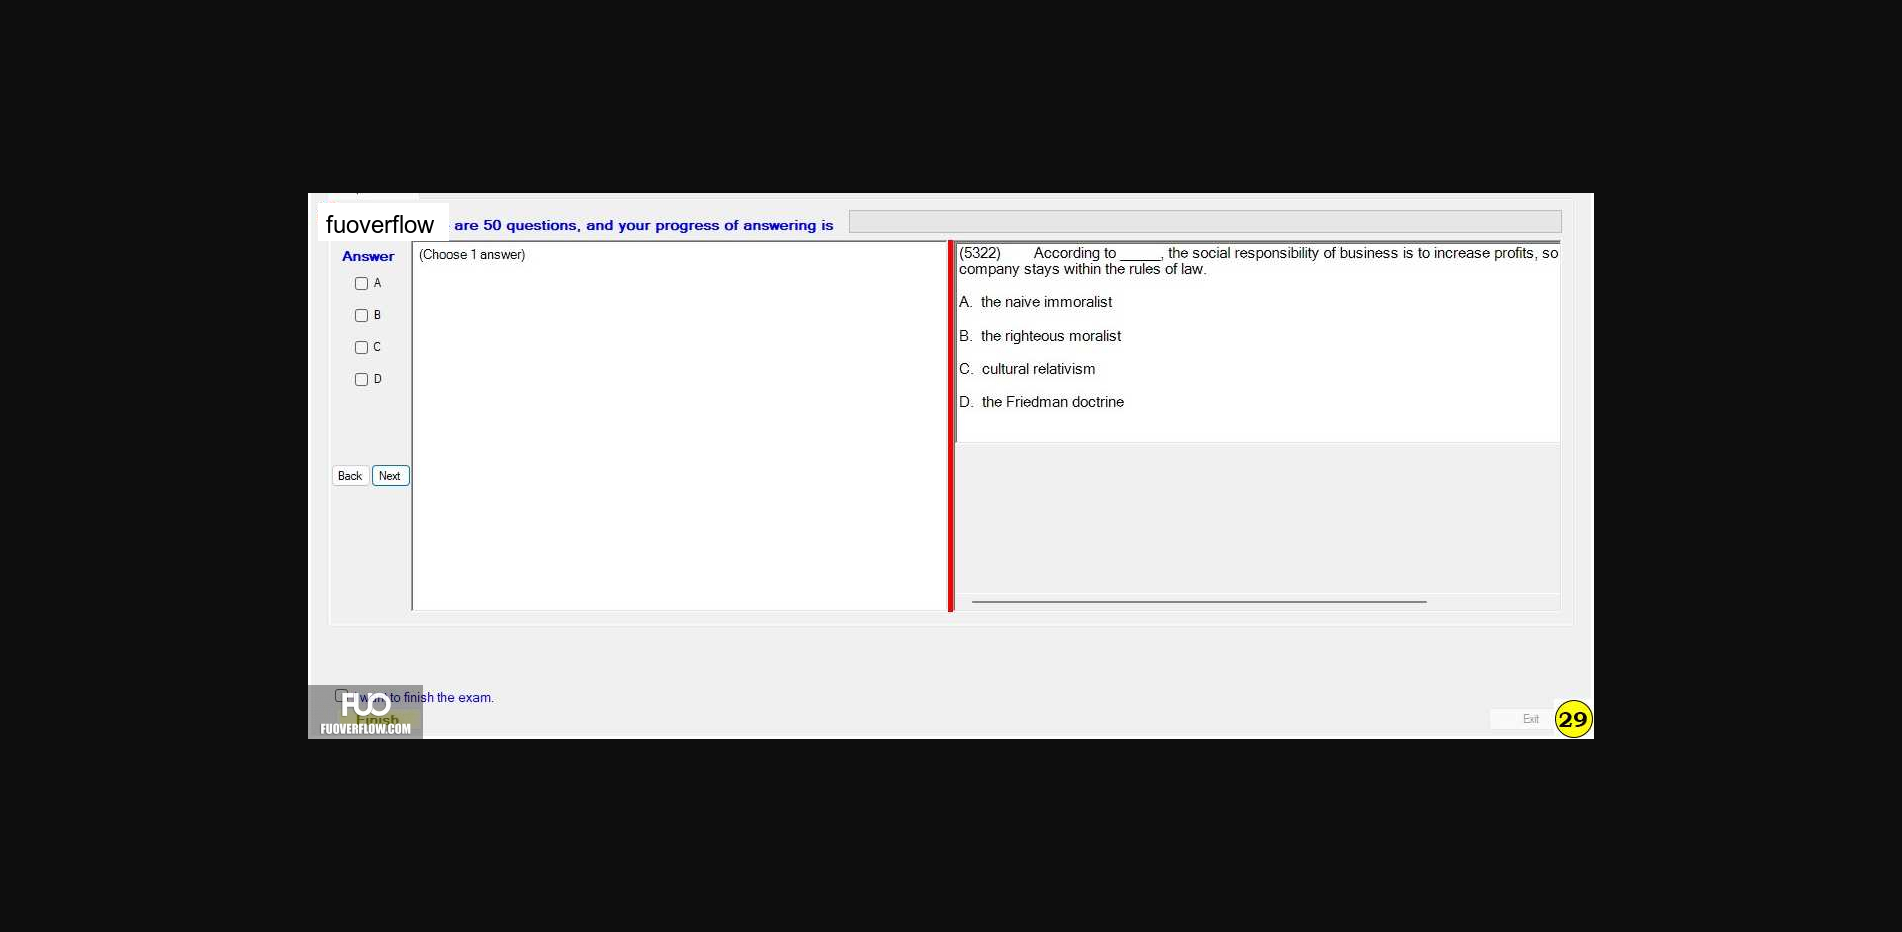 fuoverflow are 50 questions, and your progress of answering is
Answer
(Choose 1 answer)
A
B
C
D
Back Next
(5322) According to _____, the social responsibility of business is to increase profits, so
company stays within the rules of law.
A. the naive immoralist
B. the righteous moralist
C. cultural relativism
D. the Friedman doctrine
want to finish the exam.
FUO
Finish
FUOVERFLOW.COM
Exit
29